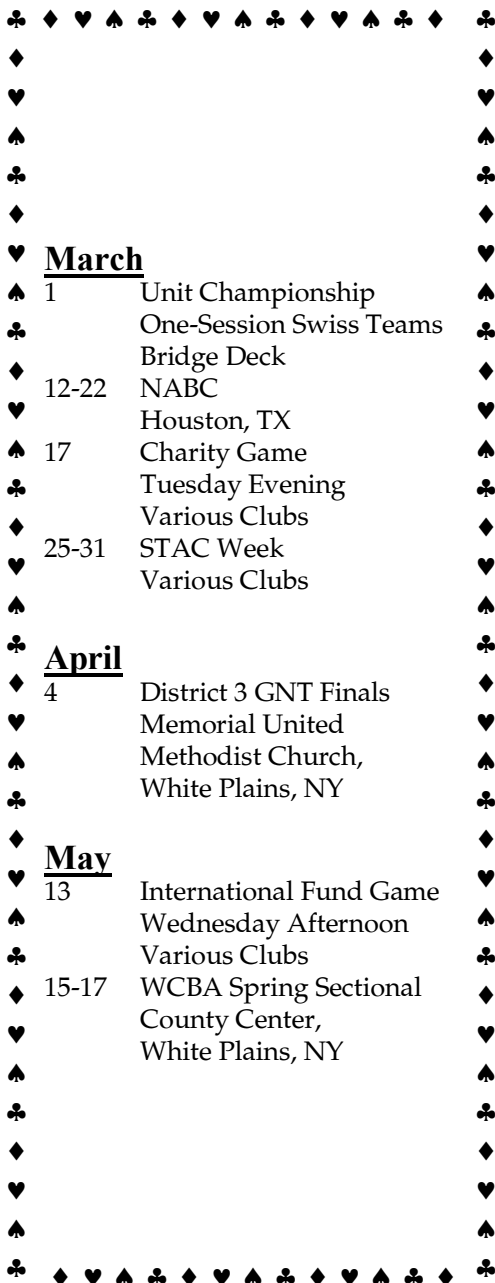 March
1 Unit Championship
One-Session Swiss Teams
Bridge Deck
12-22 NABC
Houston, TX
17 Charity Game
Tuesday Evening
Various Clubs
25-31 STAC Week
Various Clubs
April
4 District 3 GNT Finals
Memorial United
Methodist Church,
White Plains, NY
May
13 International Fund Game
Wednesday Afternoon
Various Clubs
15-17 WCBA Spring Sectional
County Center,
White Plains, NY